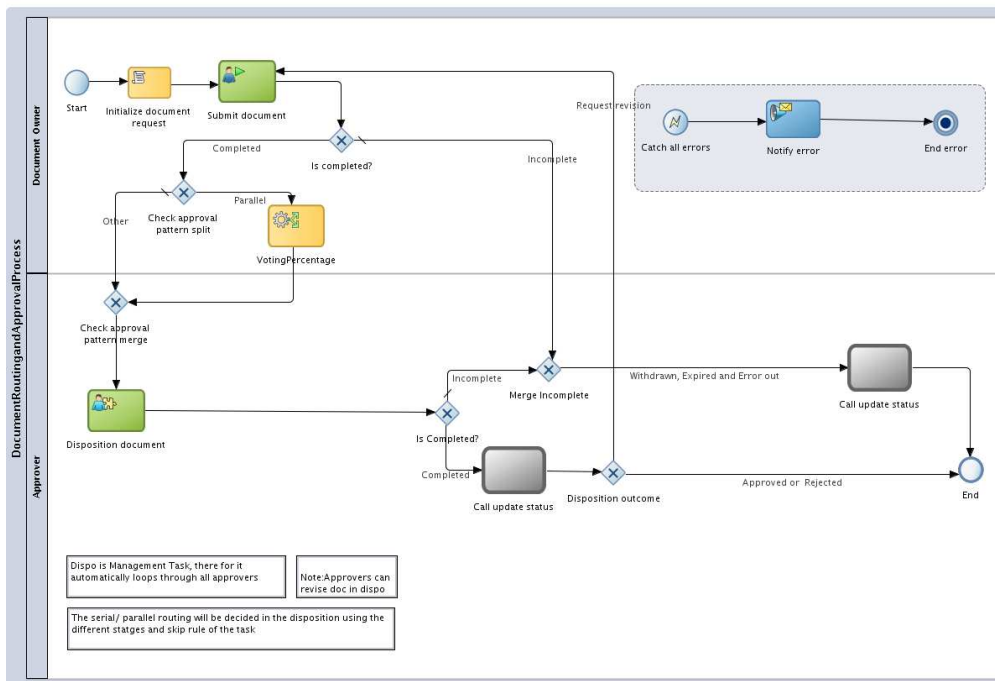 DocumentRoutingandApprovalProcess
Document Owner
Start
Initialize document
request
Submit document
Is completed?
Completed
Incomplete
Request revision
Catch all errors
Notify error
End error
Check approval
pattern split
Parallel
Other
VotingPercentage
Approver
Check approval
pattern merge
Disposition document
Incomplete
Is Completed?
Completed
Merge Incomplete
Withdrawn, Expired and Error out
Call update status
Call update status
Disposition outcome
Approved or Rejected
End
Dispo is Management Task, there for it
automatically loops through all approvers
Note:Approvers can
revise doc in dispo
The serial/ parallel routing will be decided in the disposition using the
different statges and skip rule of the task